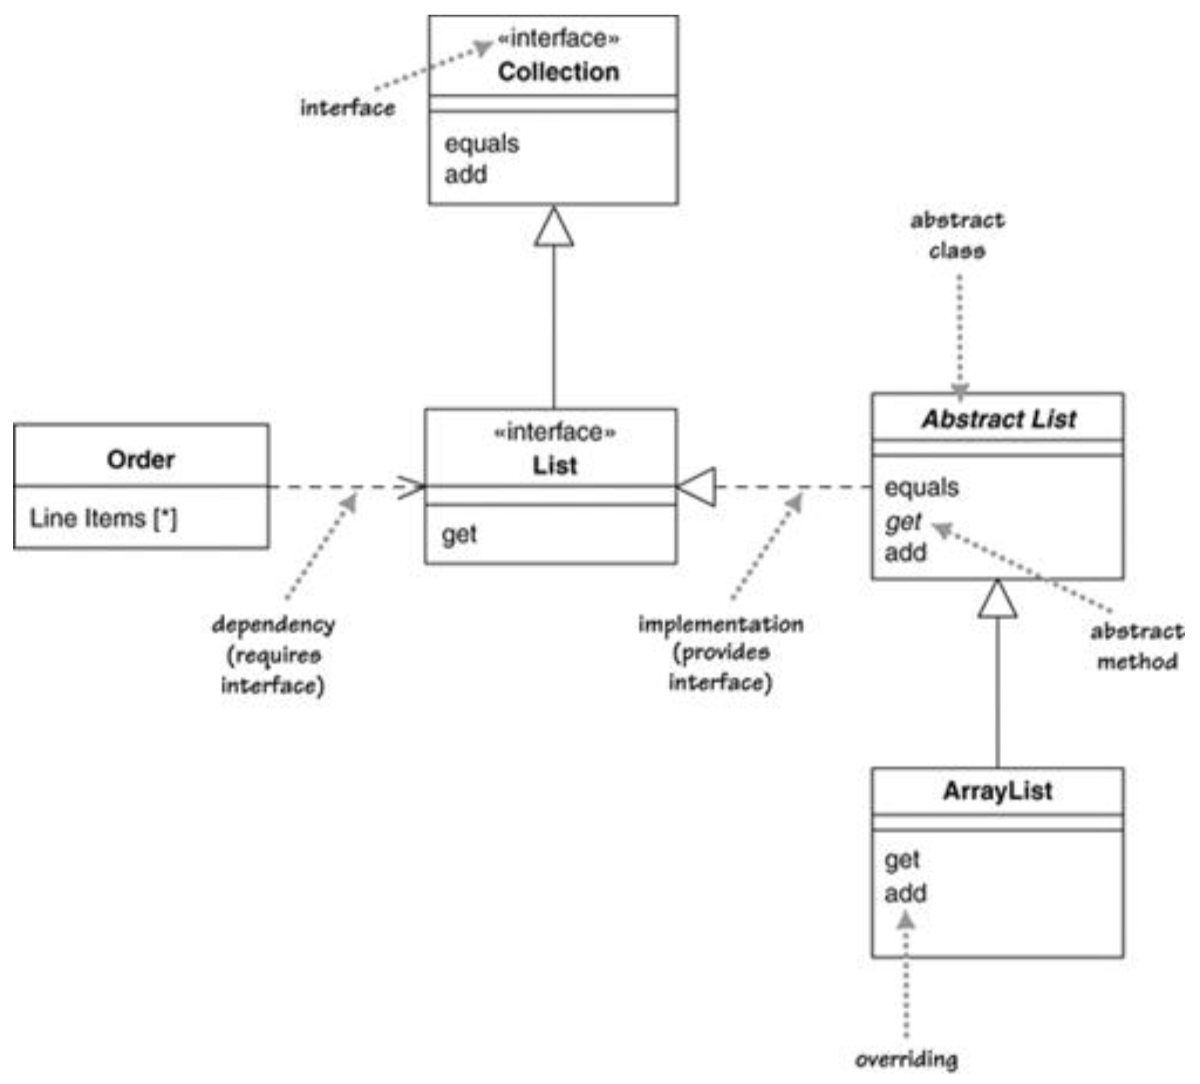 «interface»
Collection
interface
equals
add
abstract
class
«interface»
List
get
Order
Line Items [*]
Abstract List
equals
get
add
dependency
(requires
interface)
implementation
(provides
interface)
abstract
method
ArrayList
get
add
overriding